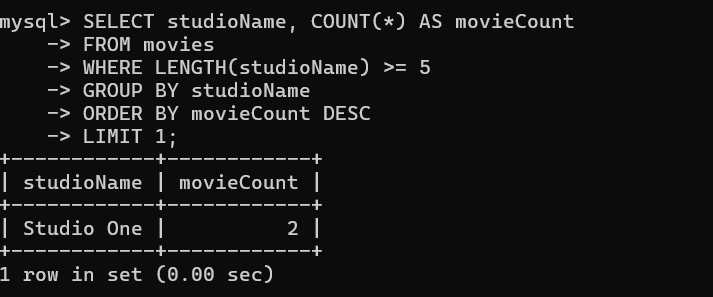 mysql> SELECT studioName, COUNT(*) AS movieCount
    -> FROM movies
    -> WHERE LENGTH(studioName) >= 5
    -> GROUP BY studioName
    -> ORDER BY movieCount DESC
    -> LIMIT 1;
+------------+------------+
| studioName | movieCount |
+------------+------------+
| Studio One |          2 |
+------------+------------+
1 row in set (0.00 sec)